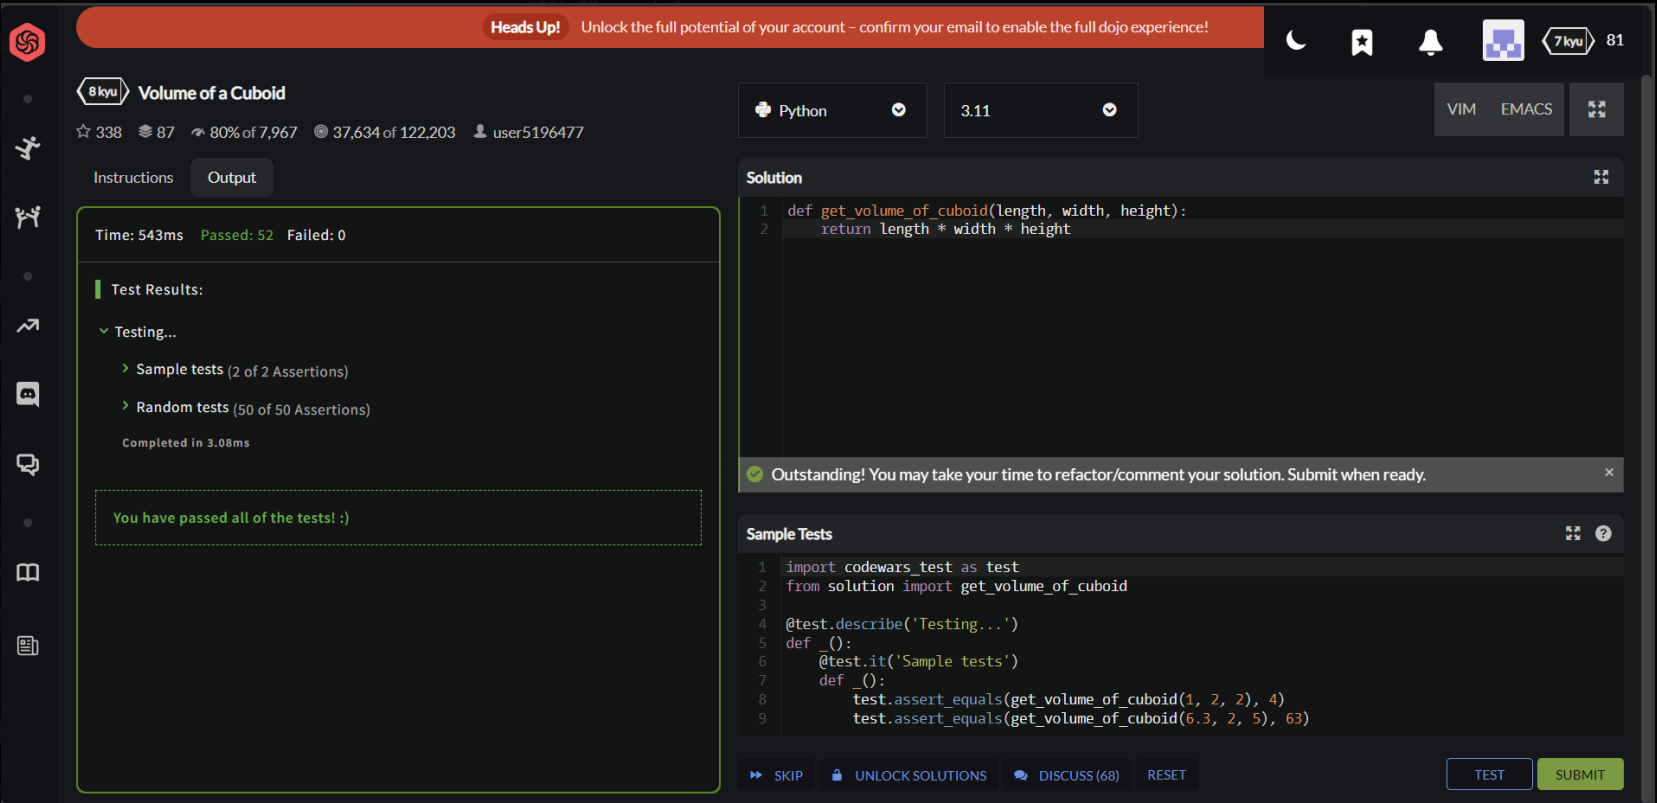 Heads Up! Unlock the full potential of your account – confirm your email to enable the full dojo experience!
7 kyu 81
8 kyu Volume of a Cuboid
338 87 80% of 7,967 37,634 of 122,203 user5196477
Instructions Output
Time: 543ms Passed: 52 Failed: 0
Test Results:
Testing...
Sample tests (2 of 2 Assertions)
Random tests (50 of 50 Assertions)
Completed in 3.08ms
You have passed all of the tests! :)
Python 3.11 VIM EMACS
Solution
1 def get_volume_of_cuboid(length, width, height):
2 return length * width * height
Outstanding! You may take your time to refactor/comment your solution. Submit when ready. ×
Sample Tests ?
1 import codewars_test as test
2 from solution import get_volume_of_cuboid
3
4 @test.describe('Testing...')
5 def _():
6 @test.it('Sample tests')
7 def _():
8 test.assert_equals(get_volume_of_cuboid(1, 2, 2), 4)
9 test.assert_equals(get_volume_of_cuboid(6.3, 2, 5), 63)
SKIP UNLOCK SOLUTIONS DISCUSS (68) RESET TEST SUBMIT